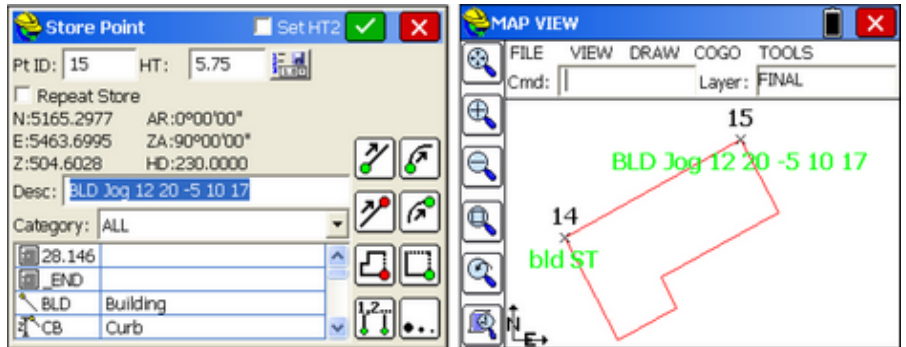 Store Point
Set HT2
Pt ID: 15 HT: 5.75
Repeat Store
N:5165.2977 AR:0°00'00"
E:5463.6995 ZA:90°00'00"
Z:504.6028 HD:230.0000
Desc: BLD Jog 12 20 -5 10 17
Category: ALL
28.146
_END
BLD Building
CB Curb
1,2...
MAP VIEW
FILE VIEW DRAW COGO TOOLS
Cmd: Layer: FINAL
15
BLD Jog 12 20 -5 10 17
14
bld ST
N
E